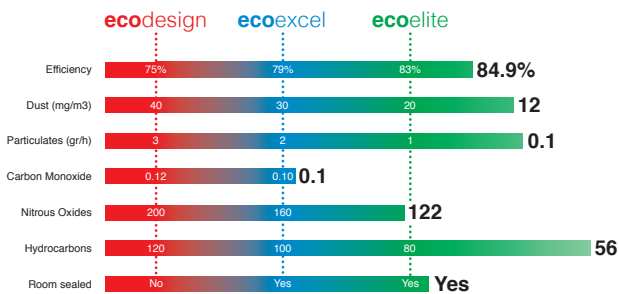 ecodesign ecoexcel ecoelite
Efficiency 75% 79% 83% 84.9%
Dust (mg/m3) 40 30 20 12
Particulates (gr/h) 3 2 1 0.1
Carbon Monoxide 0.12 0.10 0.1
Nitrous Oxides 200 160 122
Hydrocarbons 120 100 80 56
Room sealed No Yes Yes Yes